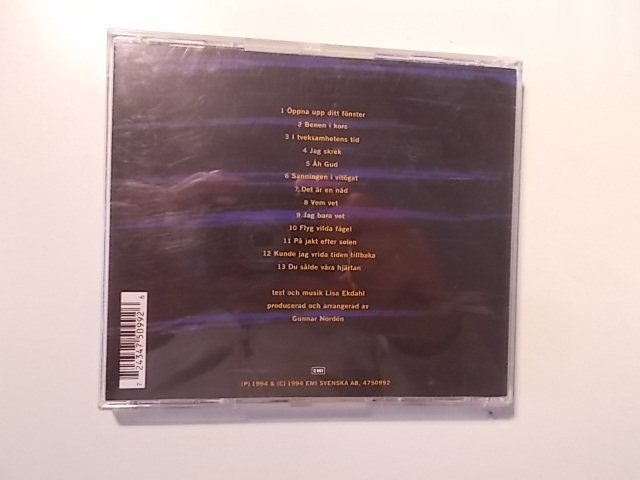 1 Öppna upp ditt fönster
2 Benen i kors
3 I tveksamhetens tid
4 Jag skrek
5 Åh Gud
6 Sanningen i vitögat
7 Det är en nåd
8 Vem vet
9 Jag bara vet
10 Flyg vilda fågel
11 På jakt efter solen
12 Kunde jag vrida tiden tillbaka
13 Du sålde våra hjärtan
text och musik Lisa Ekdahl
producerad och arrangerad av
Gunnar Nordén
7 24347 50992 6
EMI
(P) 1994 & (C) 1994 EMI SVENSKA AB, 4750992